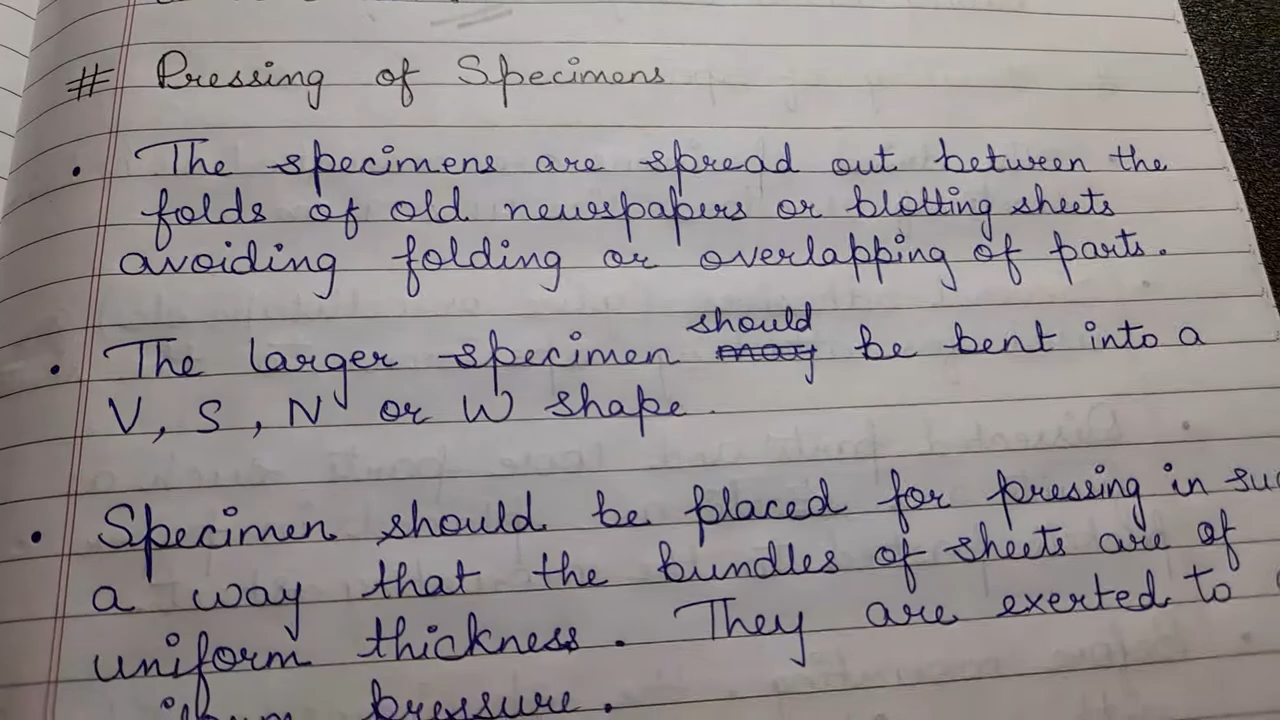 # Pressing of Specimens
. The specimens are spread out between the
folds of old newspapers or blotting sheets
avoiding folding or overlapping of parts.
should
. The larger specimen may be bent into a
V, S, N or W shape.
. Specimen should be placed for pressing in su
a way that the bundles of sheets are of
uniform thickness. They are exerted to
pressure.